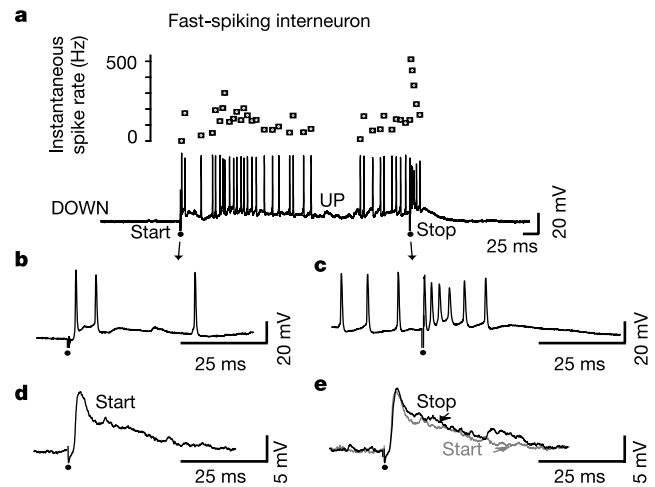 a
Fast-spiking interneuron
Instantaneous
spike rate (Hz)
500
0
DOWN
UP
Start
Stop
20 mV
25 ms
b
c
25 ms
20 mV
25 ms
20 mV
d
e
Start
Stop
Start
25 ms
5 mV
25 ms
5 mV